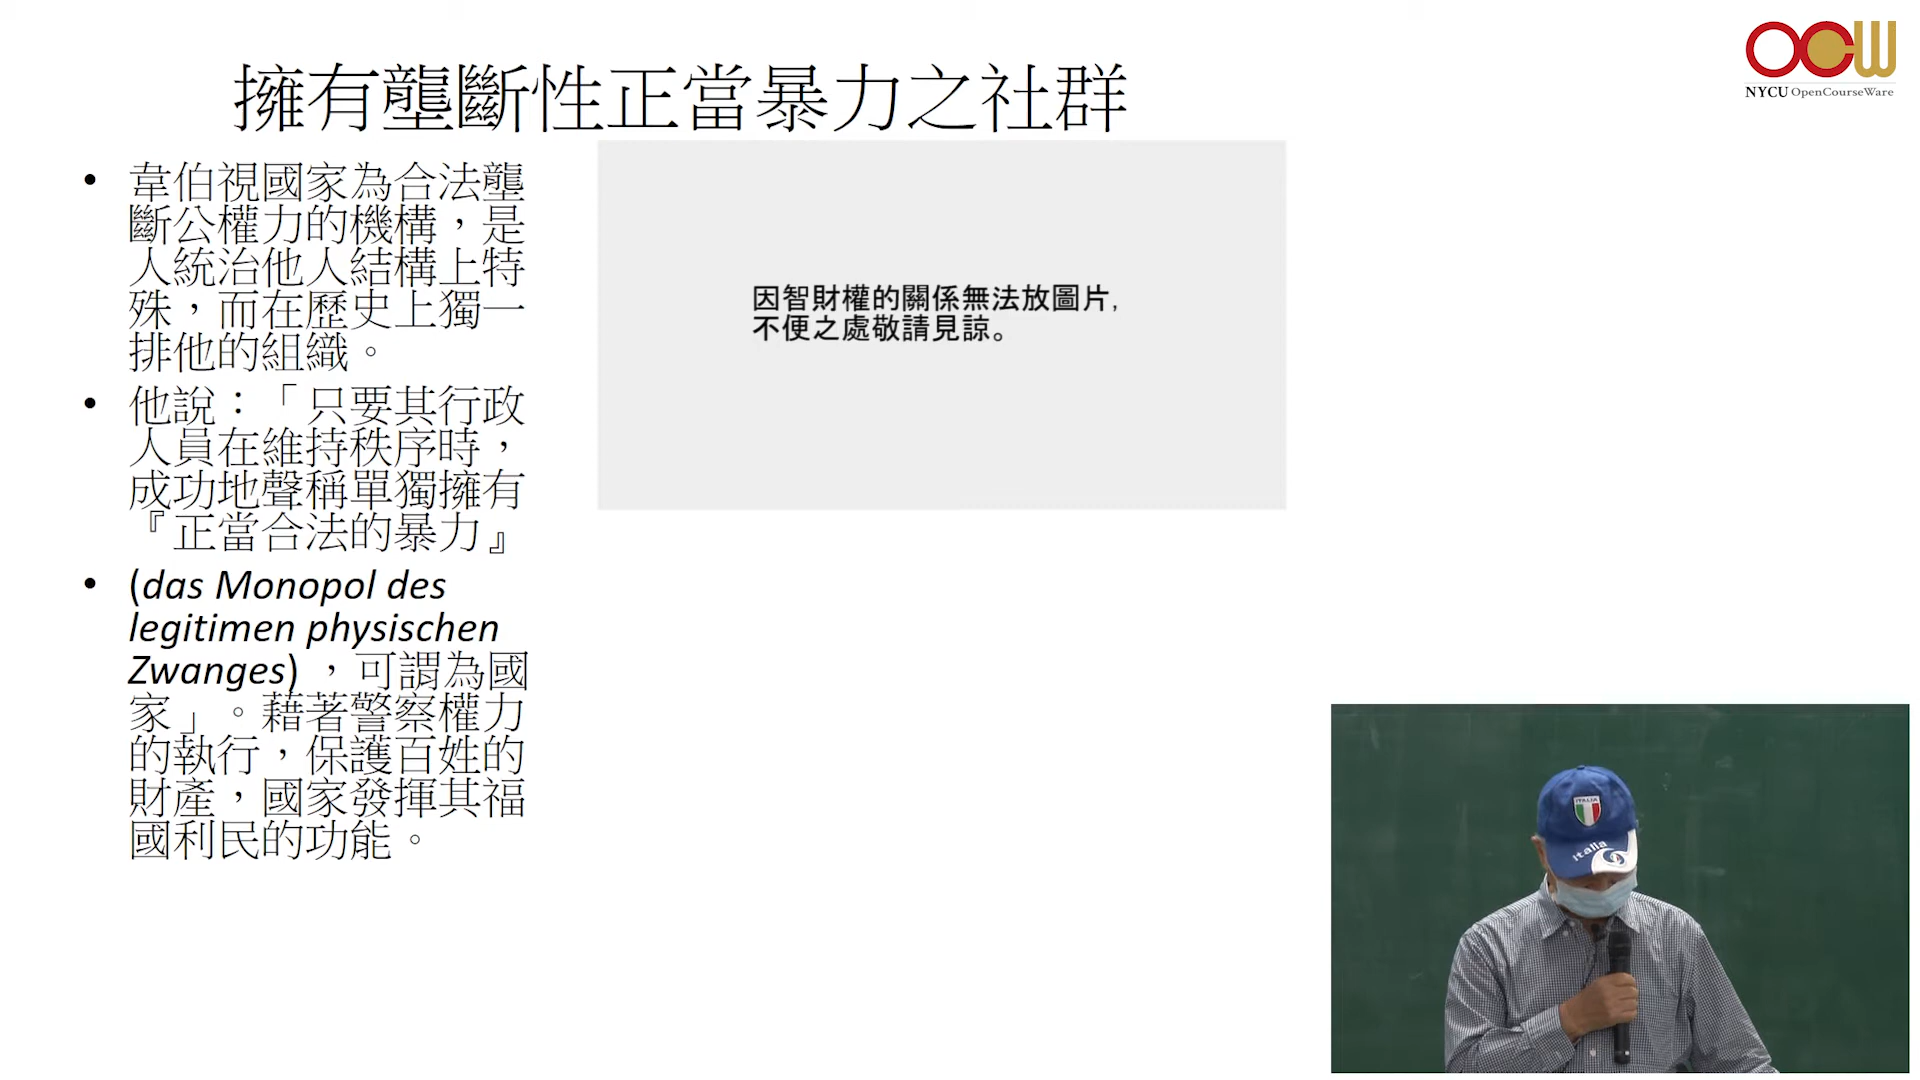 OCW
NYCU OpenCourseWare
擁有壟斷性正當暴力之社群
• 韋伯視國家為合法壟
斷公權力的機構，是
人統治他人結構上特
殊，而在歷史上獨一
排他的組織。
• 他說：「只要其行政
人員在維持秩序時，
成功地聲稱單獨擁有
『正當合法的暴力』
• (das Monopol des
legitimen physischen
Zwanges) ，可謂為國
家」。藉著警察權力
的執行，保護百姓的
財產，國家發揮其福
國利民的功能。
因智財權的關係無法放圖片,
不便之處敬請見諒。
ITALIA
italia